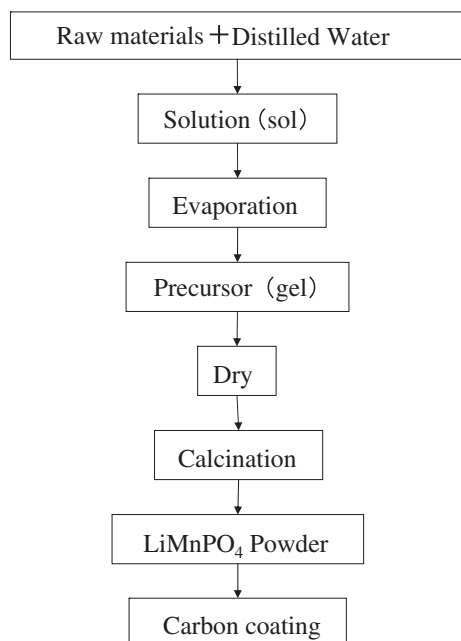 Raw materials＋Distilled Water
Solution（sol）
Evaporation
Precursor（gel）
Dry
Calcination
LiMnPO₄ Powder
Carbon coating